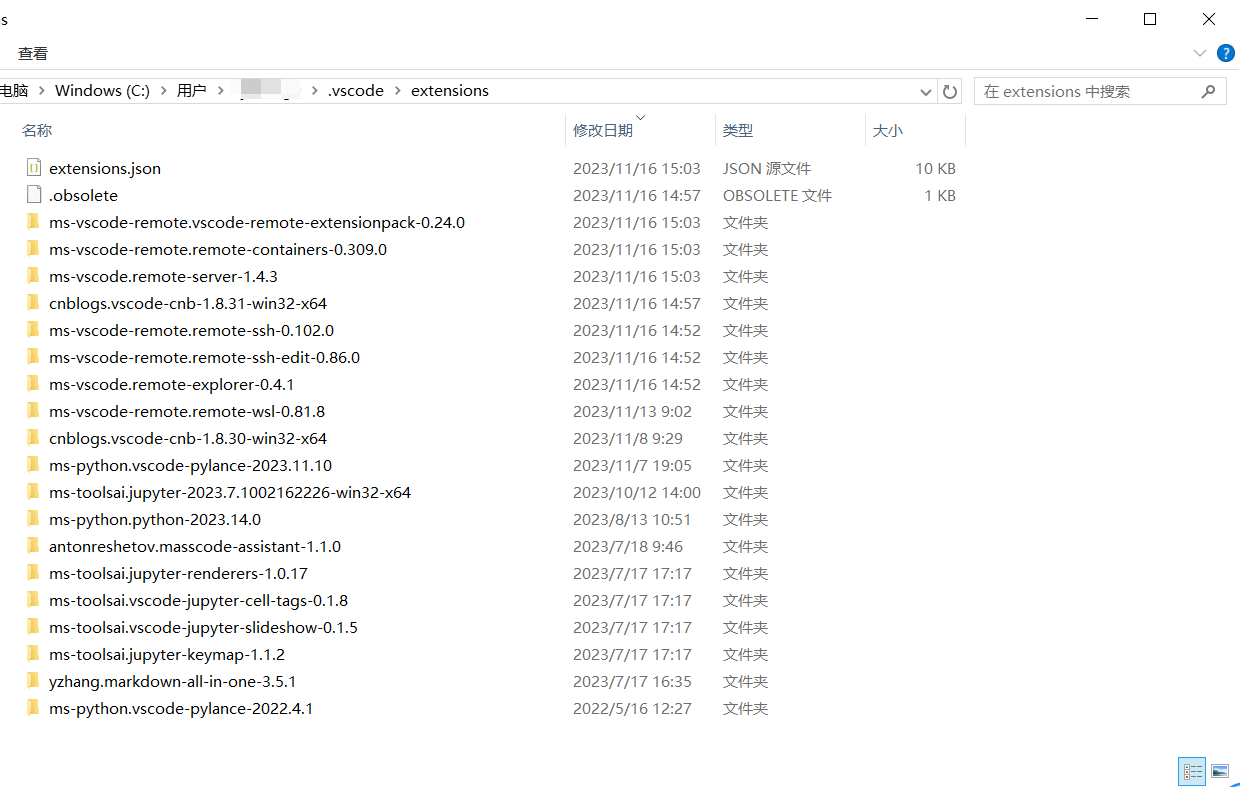 s
查看
电脑 > Windows (C:) > 用户 > > .vscode > extensions
在 extensions 中搜索
名称 修改日期 类型 大小
extensions.json 2023/11/16 15:03 JSON 源文件 10 KB
.obsolete 2023/11/16 14:57 OBSOLETE 文件 1 KB
ms-vscode-remote.vscode-remote-extensionpack-0.24.0 2023/11/16 15:03 文件夹
ms-vscode-remote.remote-containers-0.309.0 2023/11/16 15:03 文件夹
ms-vscode.remote-server-1.4.3 2023/11/16 15:03 文件夹
cnblogs.vscode-cnb-1.8.31-win32-x64 2023/11/16 14:57 文件夹
ms-vscode-remote.remote-ssh-0.102.0 2023/11/16 14:52 文件夹
ms-vscode-remote.remote-ssh-edit-0.86.0 2023/11/16 14:52 文件夹
ms-vscode.remote-explorer-0.4.1 2023/11/16 14:52 文件夹
ms-vscode-remote.remote-wsl-0.81.8 2023/11/13 9:02 文件夹
cnblogs.vscode-cnb-1.8.30-win32-x64 2023/11/8 9:29 文件夹
ms-python.vscode-pylance-2023.11.10 2023/11/7 19:05 文件夹
ms-toolsai.jupyter-2023.7.1002162226-win32-x64 2023/10/12 14:00 文件夹
ms-python.python-2023.14.0 2023/8/13 10:51 文件夹
antonreshetov.masscode-assistant-1.1.0 2023/7/18 9:46 文件夹
ms-toolsai.jupyter-renderers-1.0.17 2023/7/17 17:17 文件夹
ms-toolsai.vscode-jupyter-cell-tags-0.1.8 2023/7/17 17:17 文件夹
ms-toolsai.vscode-jupyter-slideshow-0.1.5 2023/7/17 17:17 文件夹
ms-toolsai.jupyter-keymap-1.1.2 2023/7/17 17:17 文件夹
yzhang.markdown-all-in-one-3.5.1 2023/7/17 16:35 文件夹
ms-python.vscode-pylance-2022.4.1 2022/5/16 12:27 文件夹